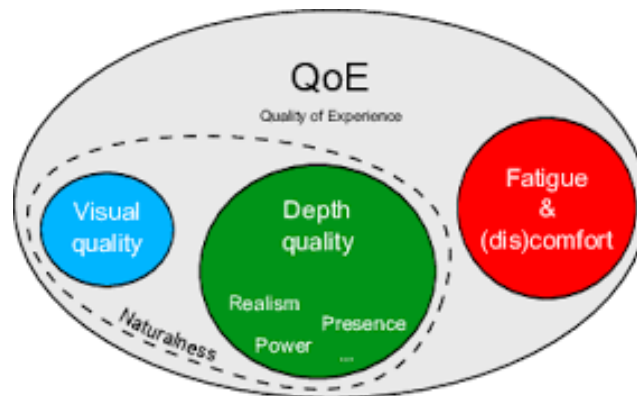 QoE
Quality of Experience
Visual
quality
Depth
quality
Realism
Presence
Power
...
Naturalness
Fatigue
&
(dis)comfort